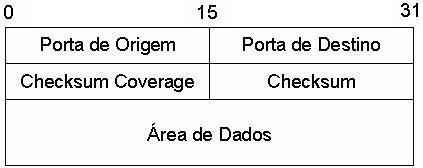 0 15 31
Porta de Origem Porta de Destino
Checksum Coverage Checksum
Área de Dados